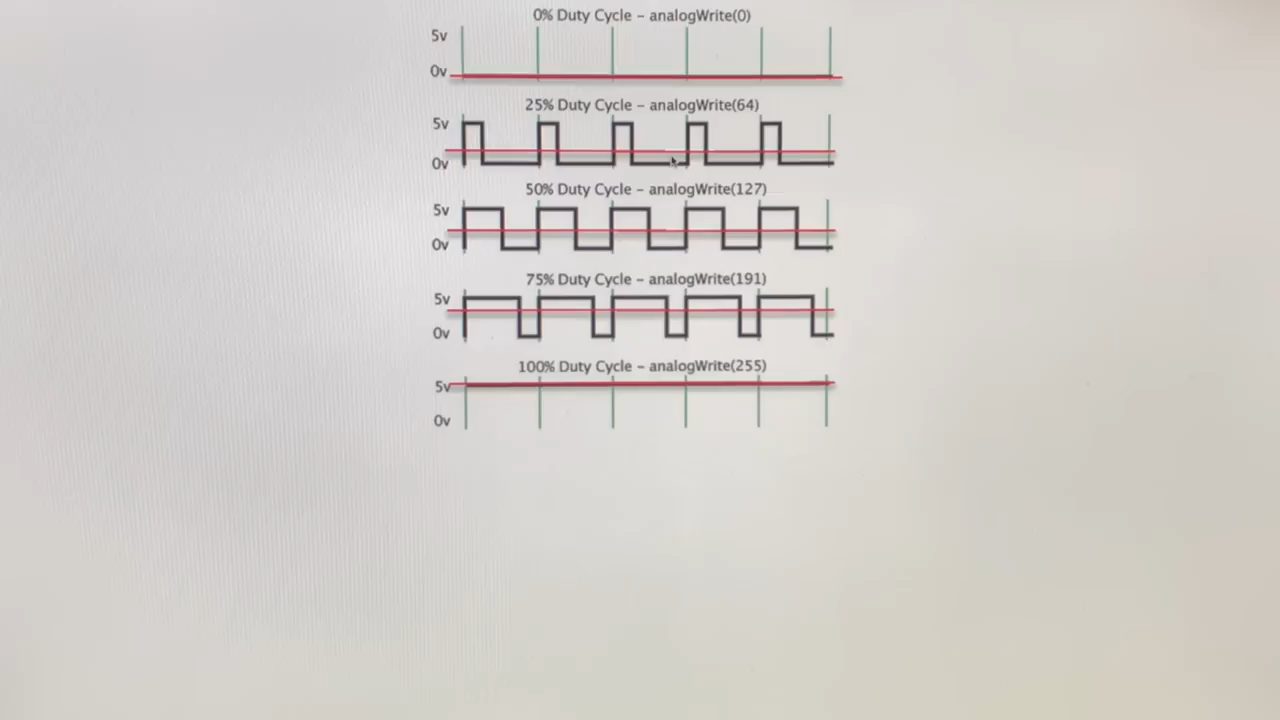 0% Duty Cycle – analogWrite(0)
5v
0v
25% Duty Cycle – analogWrite(64)
5v
0v
50% Duty Cycle – analogWrite(127)
5v
0v
75% Duty Cycle – analogWrite(191)
5v
0v
100% Duty Cycle – analogWrite(255)
5v
0v